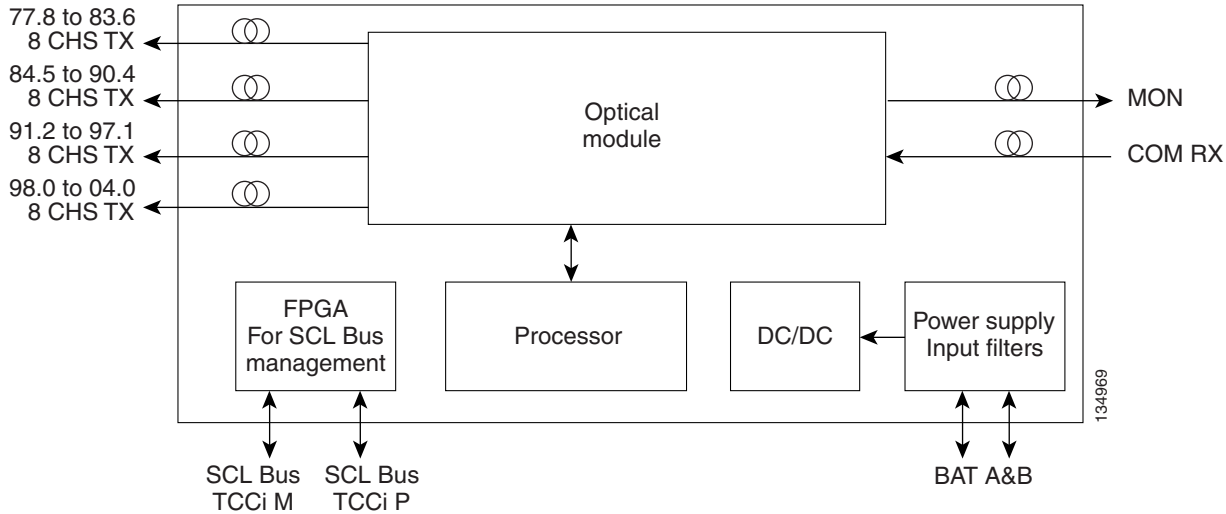 77.8 to 83.6
8 CHS TX
84.5 to 90.4
8 CHS TX
91.2 to 97.1
8 CHS TX
98.0 to 04.0
8 CHS TX
Optical
module
MON
COM RX
FPGA
For SCL Bus
management
Processor
DC/DC
Power supply
Input filters
134969
SCL Bus
TCCi M
SCL Bus
TCCi P
BAT A&B